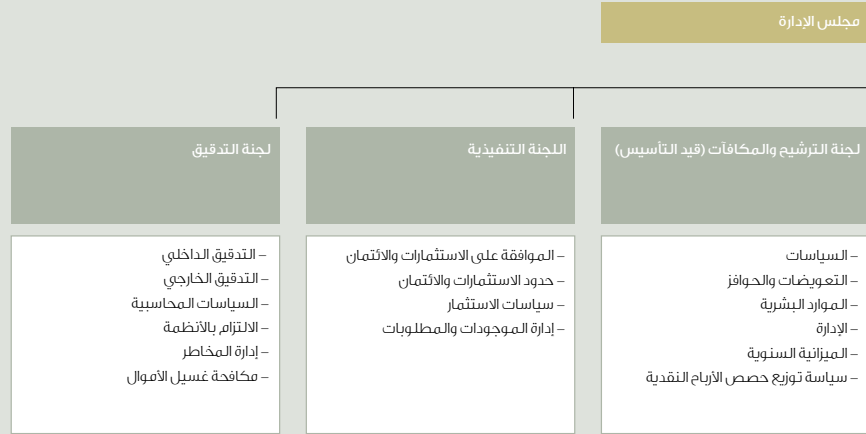 مجلس الإدارة
لجنة الترشيح والمكافآت (قيد التأسيس)
– السياسات
– التعويضات والحوافز
– الموارد البشرية
– الإدارة
– الميزانية السنوية
– سياسة توزيع حصص الأرباح النقدية
اللجنة التنفيذية
– الموافقة على الاستثمارات والائتمان
– حدود الاستثمارات والائتمان
– سياسات الاستثمار
– إدارة الموجودات والمطلوبات
لجنة التدقيق
– التدقيق الداخلي
– التدقيق الخارجي
– السياسات المحاسبية
– الالتزام بالأنظمة
– إدارة المخاطر
– مكافحة غسيل الأموال